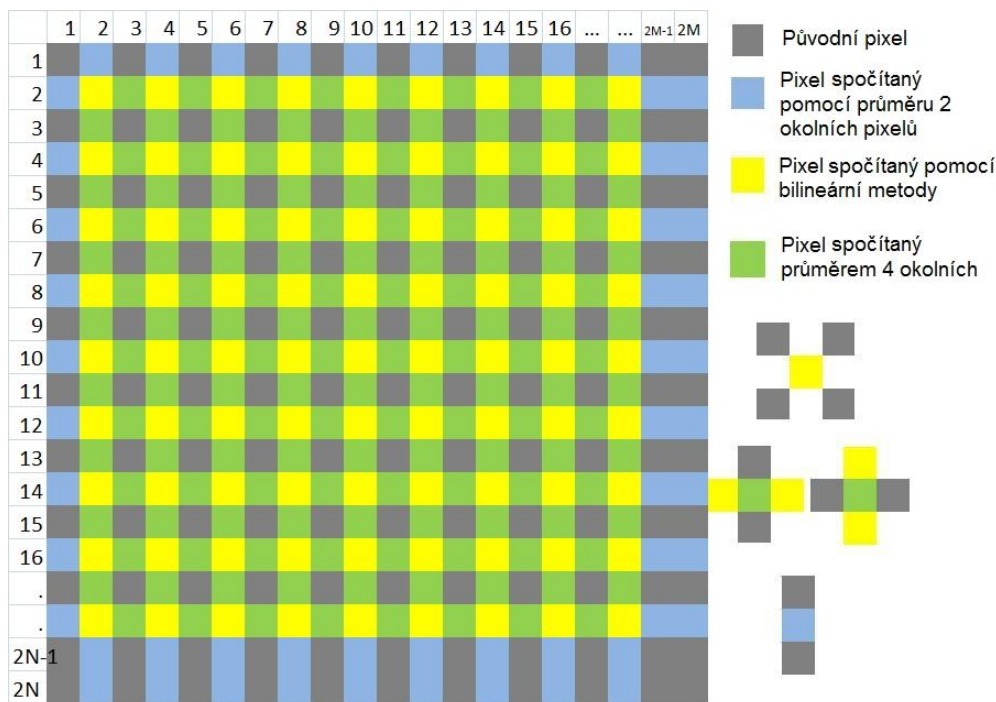 1 2 3 4 5 6 7 8 9 10 11 12 13 14 15 16 ... ... 2M-1 2M
1
2
3
4
5
6
7
8
9
10
11
12
13
14
15
16
.
.
2N-1
2N
Původní pixel
Pixel spočítaný
pomocí průměru 2
okolních pixelů
Pixel spočítaný pomocí
bilineární metody
Pixel spočítaný
průměrem 4 okolních